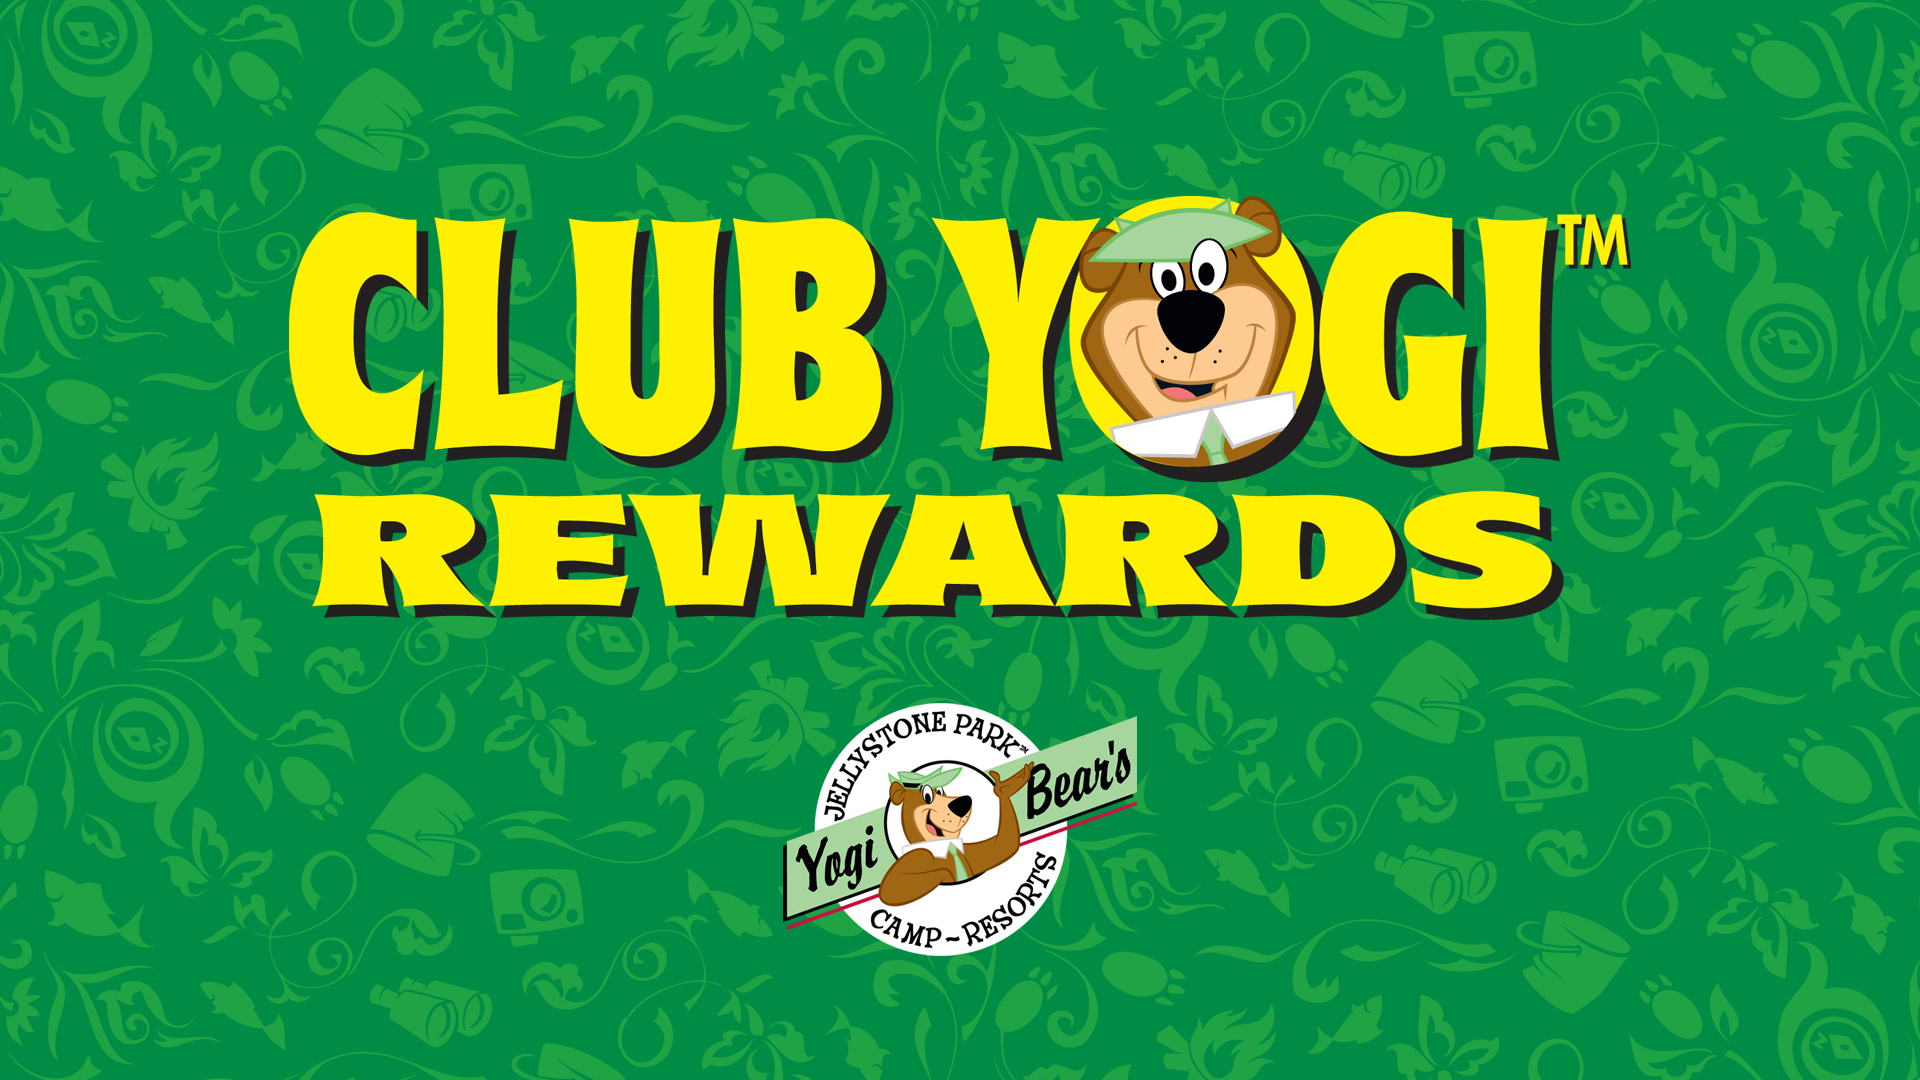 CLUB YOGI™
REWARDS
JELLYSTONE PARK™
Yogi Bear's
CAMP~RESORTS